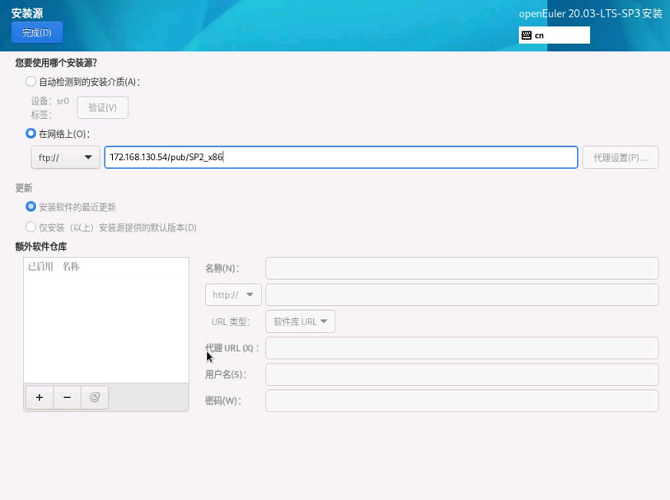 安装源
openEuler 20.03-LTS-SP3 安装
完成(D)
cn
您要使用哪个安装源？
自动检测到的安装介质(A)：
设备：sr0
标签：
验证(V)
在网络上(O)：
ftp://
172.168.130.54/pub/SP2_x86
代理设置(P)...
更新
安装软件的最近更新
仅安装（以上）安装源提供的默认版本(D)
额外软件仓库
已启用 名称
名称(N)：
http://
URL 类型：
软件库 URL
代理 URL (X)：
用户名(S)：
密码(W)：